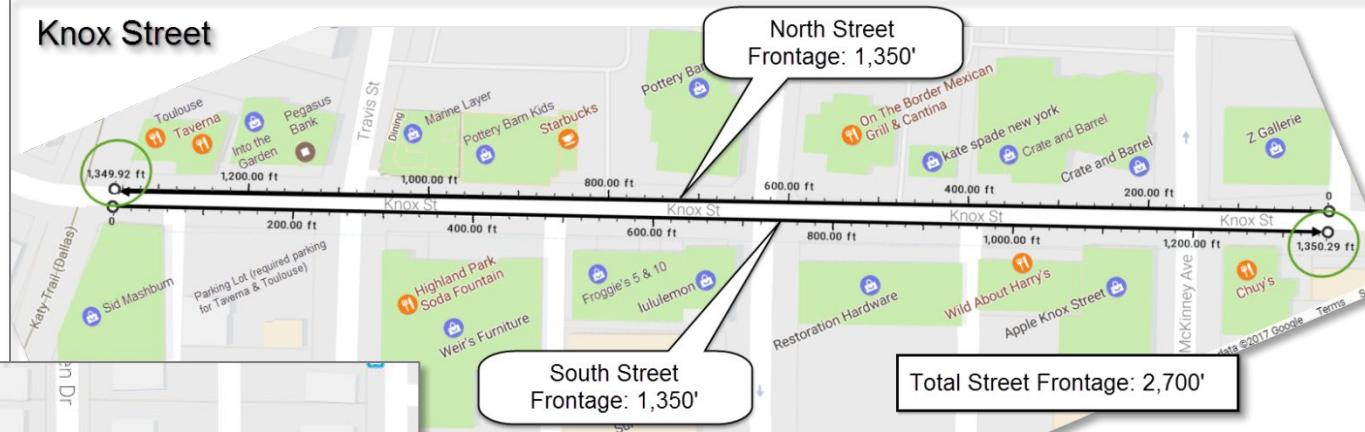 Knox Street
North Street
Frontage: 1,350'
Toulouse
Taverna
Into the
Garden
Pegasus
Bank
Travis St
Dining
Marine Layer
Pottery Barn Kids
Starbucks
Pottery Barn
On The Border Mexican
Grill & Cantina
kate spade new york
Crate and Barrel
Crate and Barrel
Z Gallerie
1,349.92 ft
1,200.00 ft
1,000.00 ft
800.00 ft
600.00 ft
400.00 ft
200.00 ft
0
Knox St
Knox St
Knox St
Knox St
0
200.00 ft
400.00 ft
600.00 ft
800.00 ft
1,000.00 ft
1,200.00 ft
1,350.29 ft
Katy-Trail (Dallas)
Sid Mashburn
Parking Lot (required parking
for Taverna & Toulouse)
Highland Park
Soda Fountain
Weir's Furniture
Froggie's 5 & 10
lululemon
Restoration Hardware
Wild About Harry's
Apple Knox Street
McKinney Ave
Chuy's
data ©2017 Google
Terms
South Street
Frontage: 1,350'
Total Street Frontage: 2,700'
en Dr